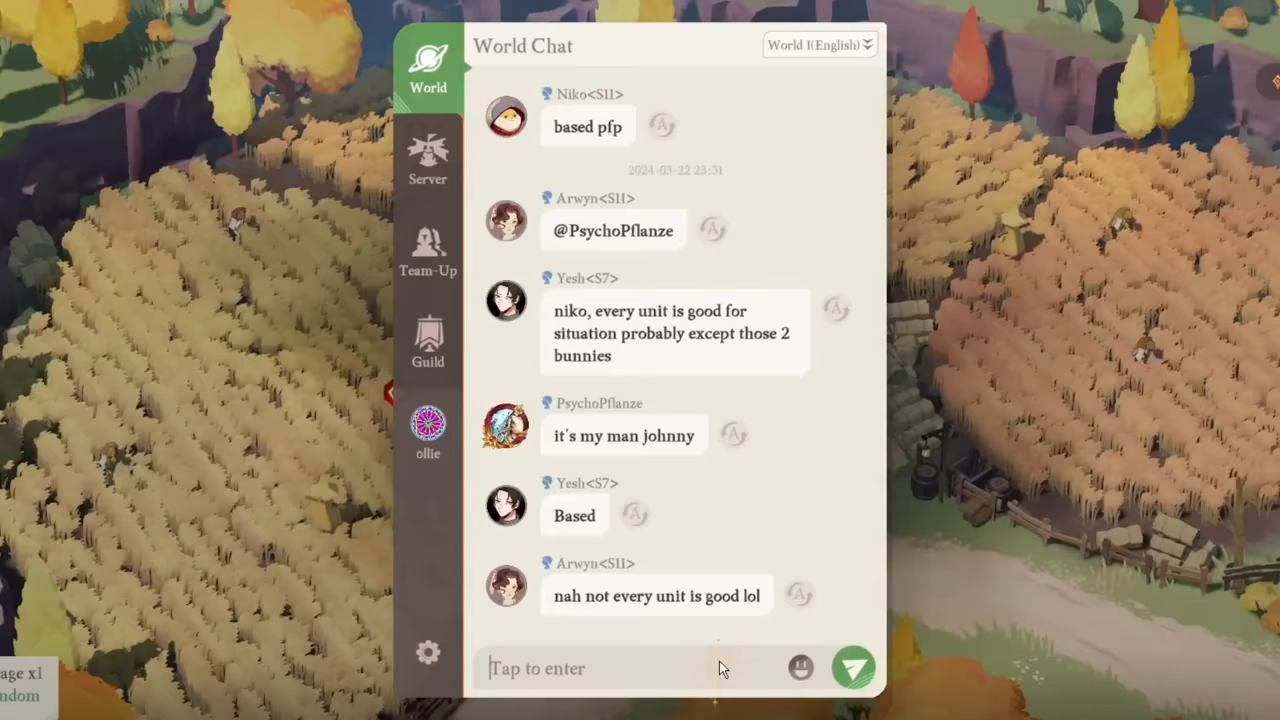 World
Server
Team-Up
Guild
ollie
World Chat
World 1(English)
Niko<S11>
based pfp
2024-03-22 23:31
Arwyn<S11>
@PsychoPflanze
Yesh<S7>
niko, every unit is good for
situation probably except those 2
bunnies
PsychoPflanze
it's my man johnny
Yesh<S7>
Based
Arwyn<S11>
nah not every unit is good lol
Tap to enter
age x1
ndom